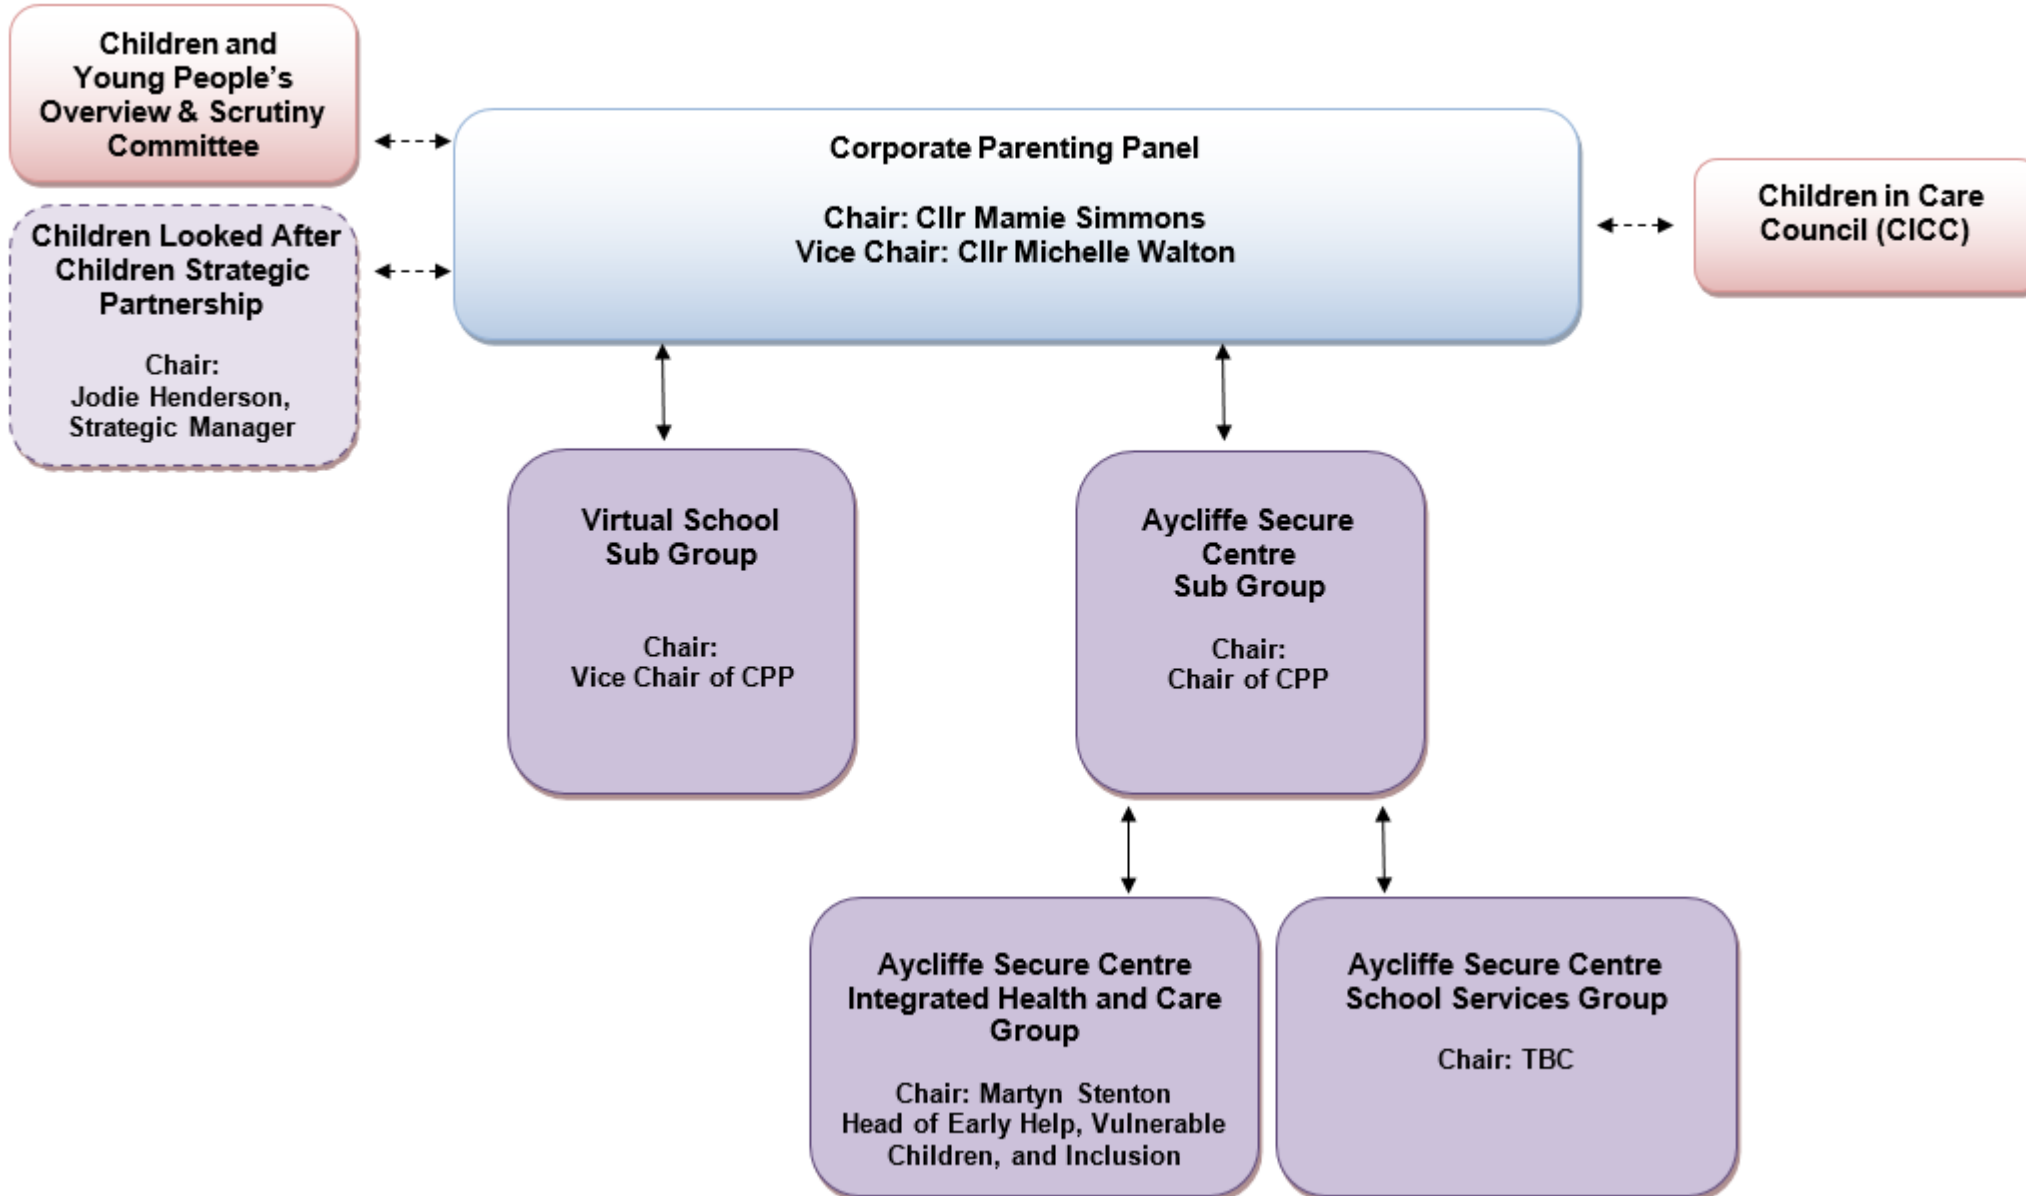 Children and
Young People’s
Overview & Scrutiny
Committee
Children Looked After
Children Strategic
Partnership
Chair:
Jodie Henderson,
Strategic Manager
Corporate Parenting Panel
Chair: Cllr Mamie Simmons
Vice Chair: Cllr Michelle Walton
Children in Care
Council (CICC)
Virtual School
Sub Group
Chair:
Vice Chair of CPP
Aycliffe Secure
Centre
Sub Group
Chair:
Chair of CPP
Aycliffe Secure Centre
Integrated Health and Care
Group
Chair: Martyn Stenton
Head of Early Help, Vulnerable
Children, and Inclusion
Aycliffe Secure Centre
School Services Group
Chair: TBC